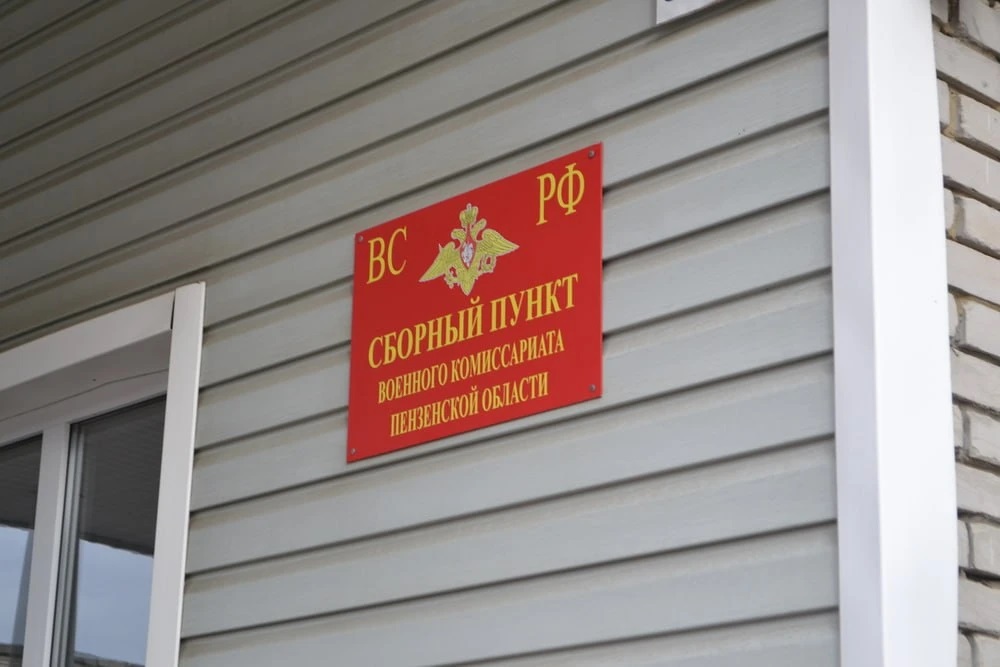 ВС РФ
СБОРНЫЙ ПУНКТ
ВОЕННОГО КОМИССАРИАТА
ПЕНЗЕНСКОЙ ОБЛАСТИ